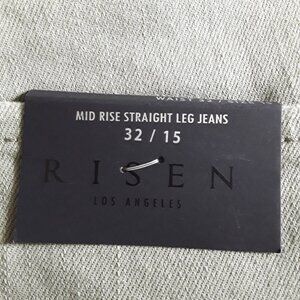 MID RISE STRAIGHT LEG JEANS
32 / 15
RISEN
LOS ANGELES